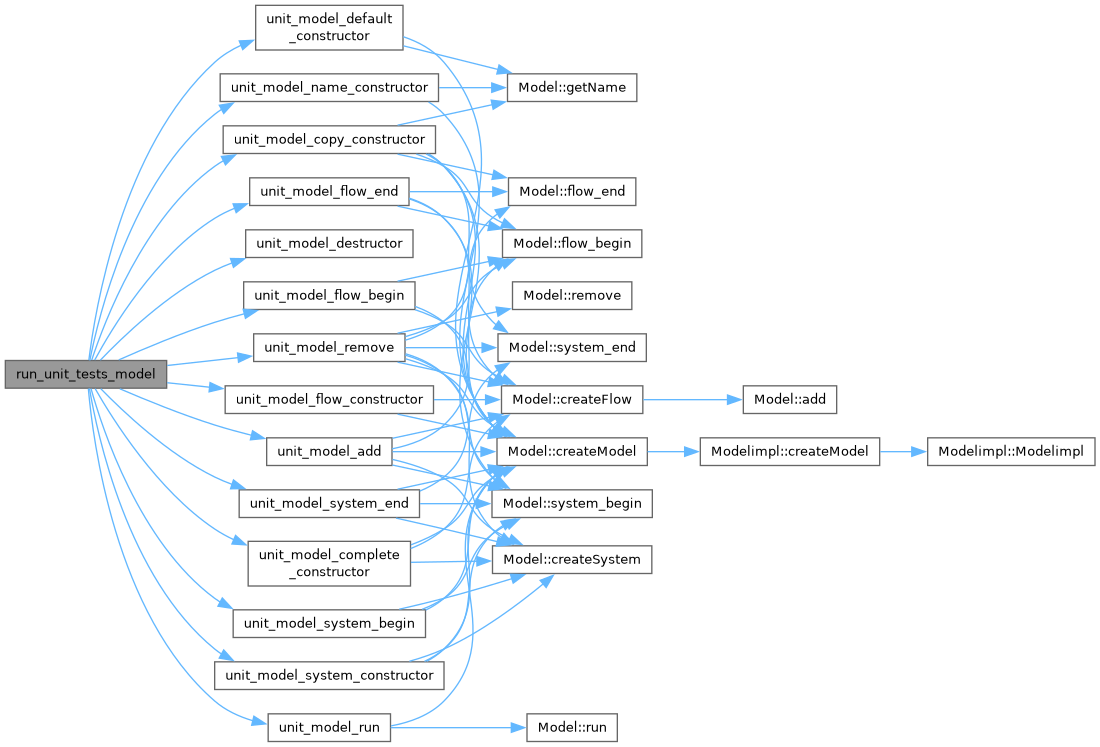 run_unit_tests_model
unit_model_default
_constructor
unit_model_name_constructor
unit_model_copy_constructor
unit_model_flow_end
unit_model_destructor
unit_model_flow_begin
unit_model_remove
unit_model_flow_constructor
unit_model_add
unit_model_system_end
unit_model_complete
_constructor
unit_model_system_begin
unit_model_system_constructor
unit_model_run
Model::getName
Model::flow_end
Model::flow_begin
Model::remove
Model::system_end
Model::createFlow
Model::createModel
Model::system_begin
Model::createSystem
Model::run
Model::add
Modelimpl::createModel
Modelimpl::Modelimpl